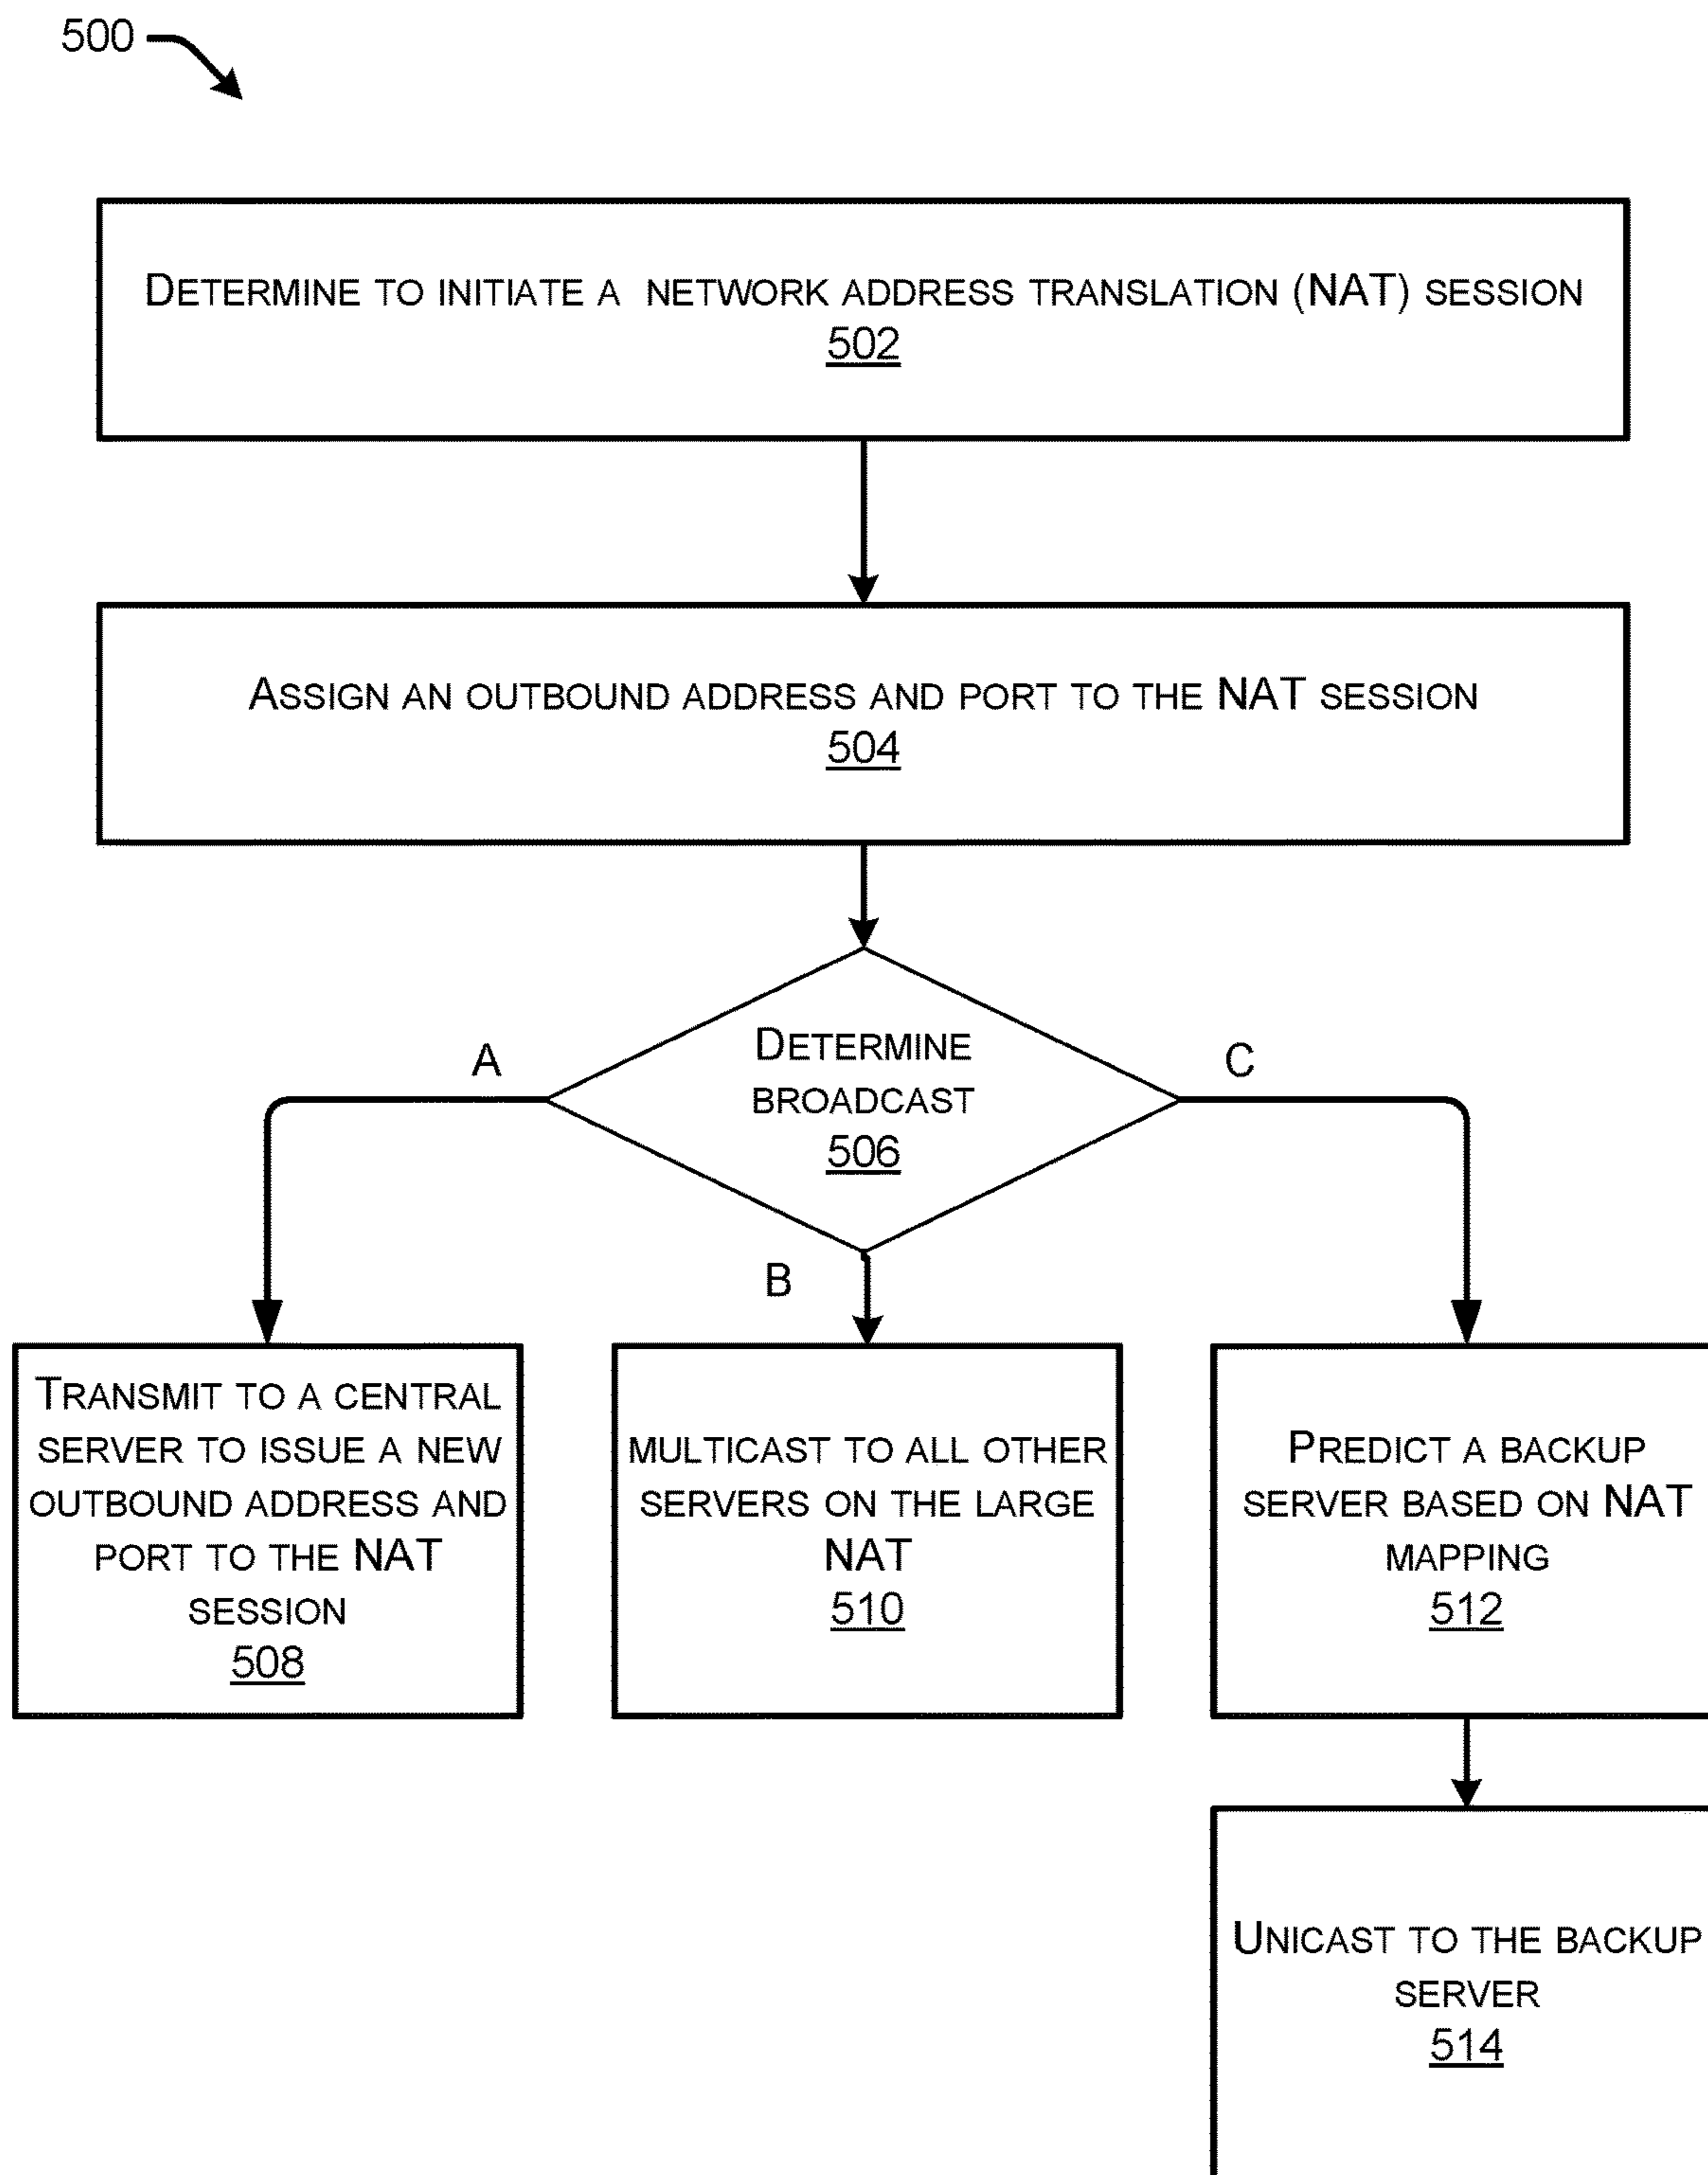 500
DETERMINE TO INITIATE A NETWORK ADDRESS TRANSLATION (NAT) SESSION
502
ASSIGN AN OUTBOUND ADDRESS AND PORT TO THE NAT SESSION
504
DETERMINE
BROADCAST
506
A
B
C
TRANSMIT TO A CENTRAL
SERVER TO ISSUE A NEW
OUTBOUND ADDRESS AND
PORT TO THE NAT
SESSION
508
MULTICAST TO ALL OTHER
SERVERS ON THE LARGE
NAT
510
PREDICT A BACKUP
SERVER BASED ON NAT
MAPPING
512
UNICAST TO THE BACKUP
SERVER
514